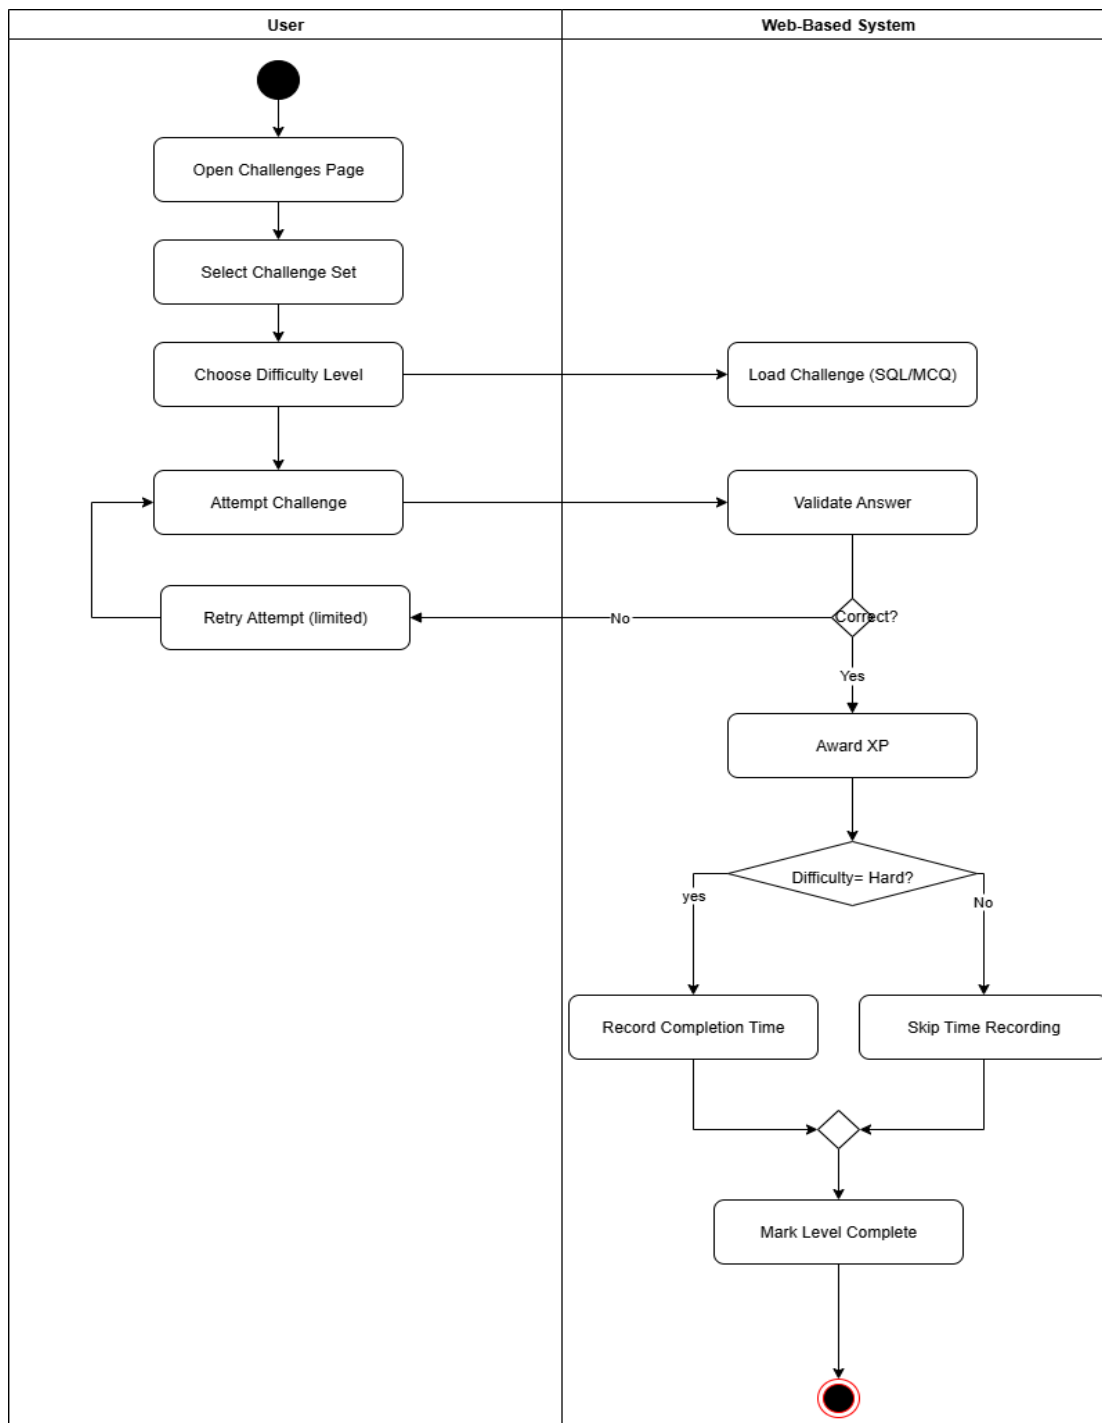 User
Web-Based System
Open Challenges Page
Select Challenge Set
Choose Difficulty Level
Load Challenge (SQL/MCQ)
Attempt Challenge
Validate Answer
Retry Attempt (limited)
No
Correct?
Yes
Award XP
Difficulty= Hard?
yes
No
Record Completion Time
Skip Time Recording
Mark Level Complete